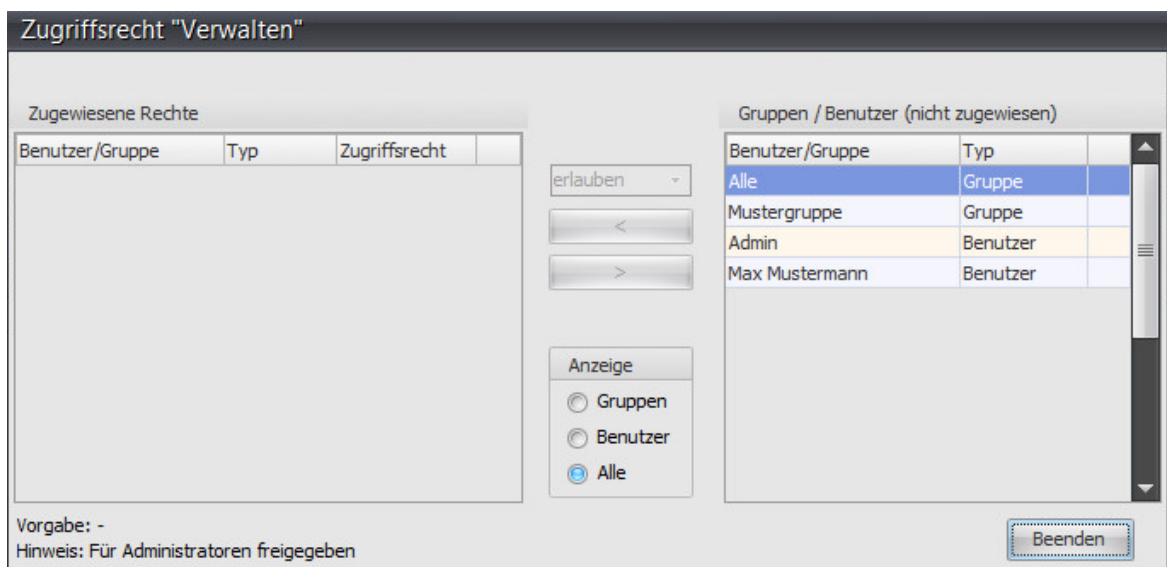 Zugriffsrecht "Verwalten"
Zugewiesene Rechte
Benutzer/Gruppe Typ Zugriffsrecht
erlauben
<
>
Anzeige
Gruppen
Benutzer
Alle
Gruppen / Benutzer (nicht zugewiesen)
Benutzer/Gruppe Typ
Alle Gruppe
Mustergruppe Gruppe
Admin Benutzer
Max Mustermann Benutzer
Vorgabe: -
Hinweis: Für Administratoren freigegeben
Beenden